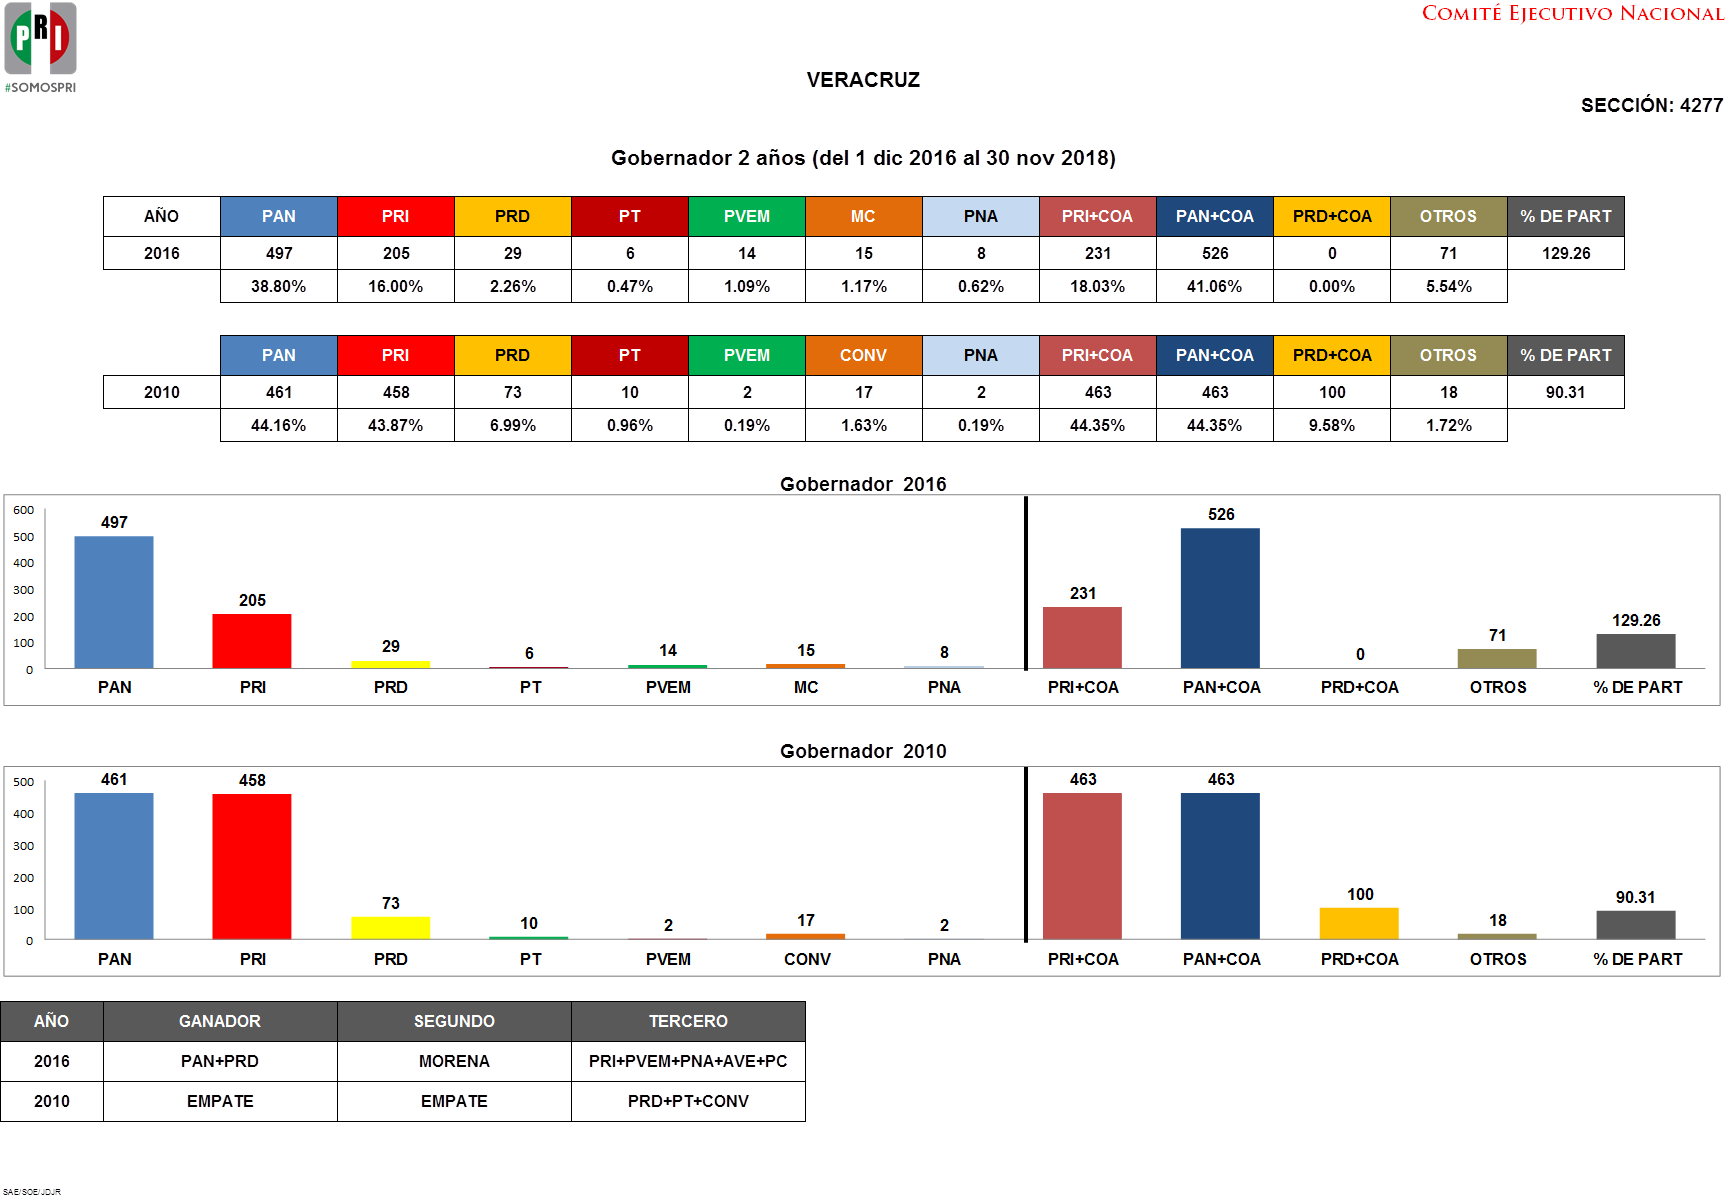 COMITÉ EJECUTIVO NACIONAL
PRI
#SOMOSPRI
VERACRUZ
SECCIÓN: 4277
Gobernador 2 años (del 1 dic 2016 al 30 nov 2018)
AÑO PAN PRI PRD PT PVEM MC PNA PRI+COA PAN+COA PRD+COA OTROS % DE PART
2016 497 205 29 6 14 15 8 231 526 0 71 129.26
38.80% 16.00% 2.26% 0.47% 1.09% 1.17% 0.62% 18.03% 41.06% 0.00% 5.54%
PAN PRI PRD PT PVEM CONV PNA PRI+COA PAN+COA PRD+COA OTROS % DE PART
2010 461 458 73 10 2 17 2 463 463 100 18 90.31
44.16% 43.87% 6.99% 0.96% 0.19% 1.63% 0.19% 44.35% 44.35% 9.58% 1.72%
Gobernador 2016
600
500
400
300
200
100
0
497 205 29 6 14 15 8 231 526 0 71 129.26
PAN PRI PRD PT PVEM MC PNA PRI+COA PAN+COA PRD+COA OTROS % DE PART
Gobernador 2010
500
400
300
200
100
0
461 458 73 10 2 17 2 463 463 100 18 90.31
PAN PRI PRD PT PVEM CONV PNA PRI+COA PAN+COA PRD+COA OTROS % DE PART
AÑO GANADOR SEGUNDO TERCERO
2016 PAN+PRD MORENA PRI+PVEM+PNA+AVE+PC
2010 EMPATE EMPATE PRD+PT+CONV
SAE/SOE/JDJR